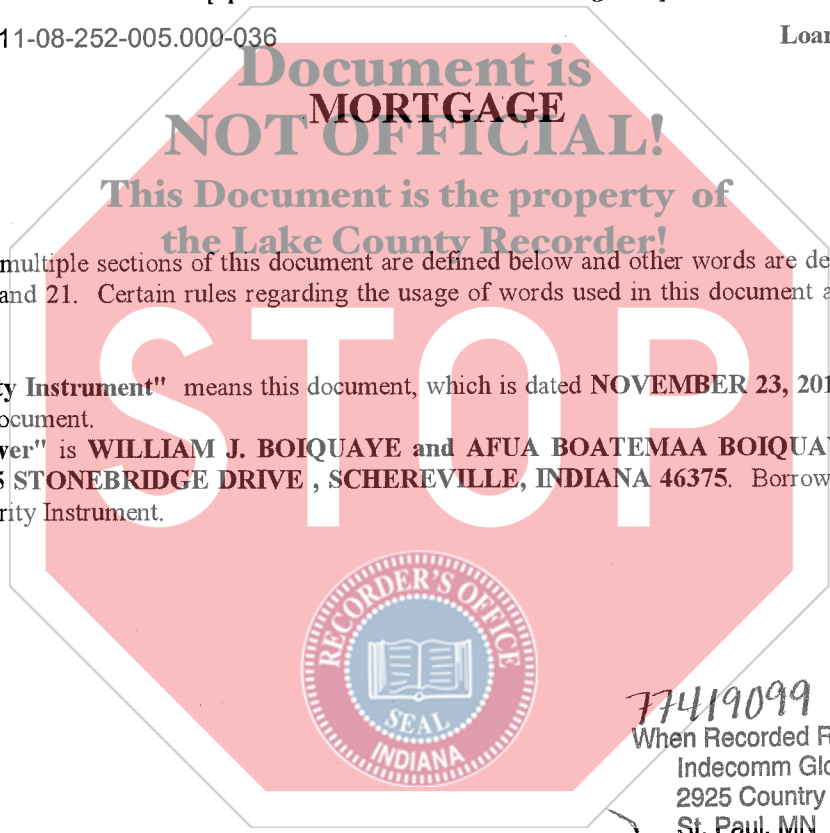 11-08-252-005.000-036
Loan
Document is
MORTGAGE
NOT OFFICIAL!
This Document is the property of
the Lake County Recorder!
multiple sections of this document are defined below and other words are de
and 21. Certain rules regarding the usage of words used in this document a
STOP
ty Instrument" means this document, which is dated NOVEMBER 23, 201
ocument.
wer" is WILLIAM J. BOIQUAYE and AFUA BOATEMAA BOIQUAY
5 STONEBRIDGE DRIVE , SCHEREVILLE, INDIANA 46375. Borrow
rity Instrument.
RECORDER'S OFFICE
SEAL
INDIANA
77419099
When Recorded R
Indecomm Glo
2925 Country
St. Paul, MN